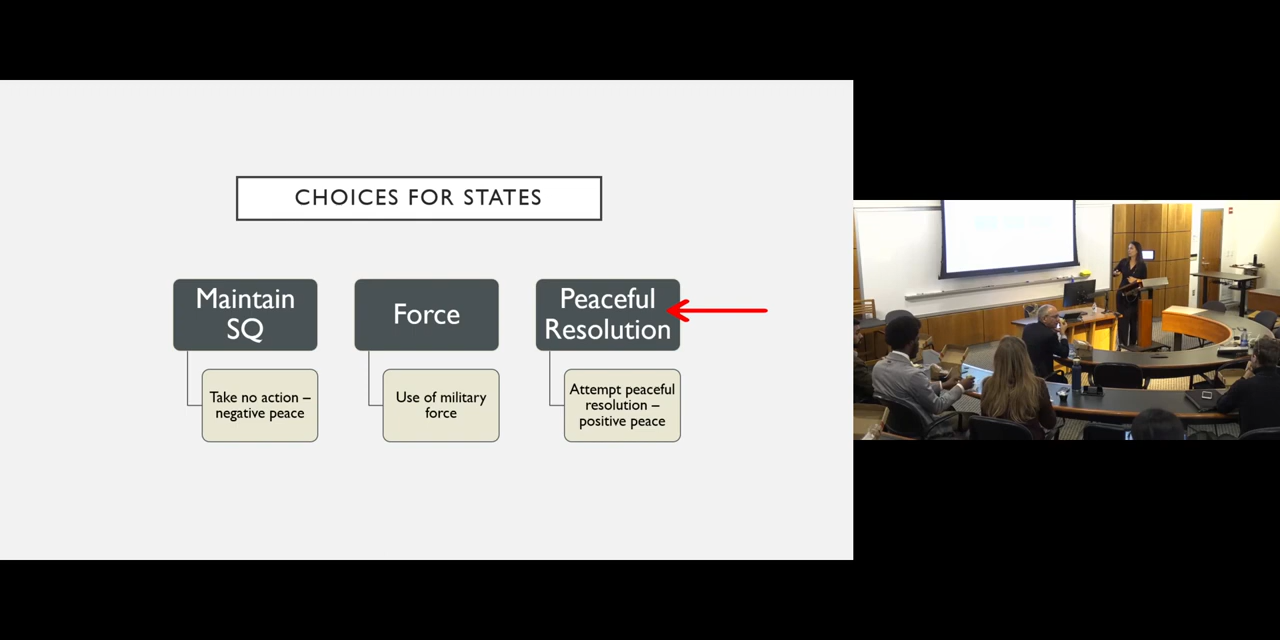 CHOICES FOR STATES
Maintain
SQ
Force
Peaceful
Resolution
Take no action –
negative peace
Use of military
force
Attempt peaceful
resolution –
positive peace